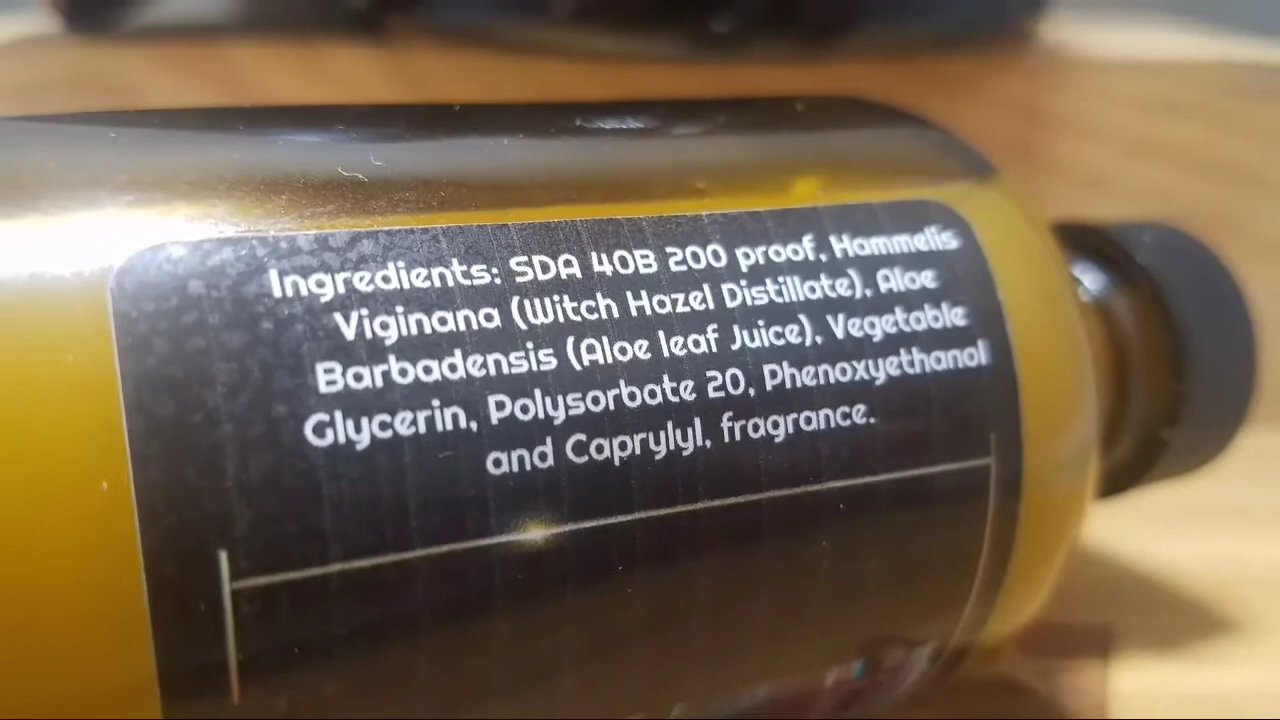 Ingredients: SDA 40B 200 proof, Hammelis
Viginana (Witch Hazel Distillate), Aloe
Barbadensis (Aloe leaf Juice), Vegetable
Glycerin, Polysorbate 20, Phenoxyethanol
and Caprylyl, fragrance.